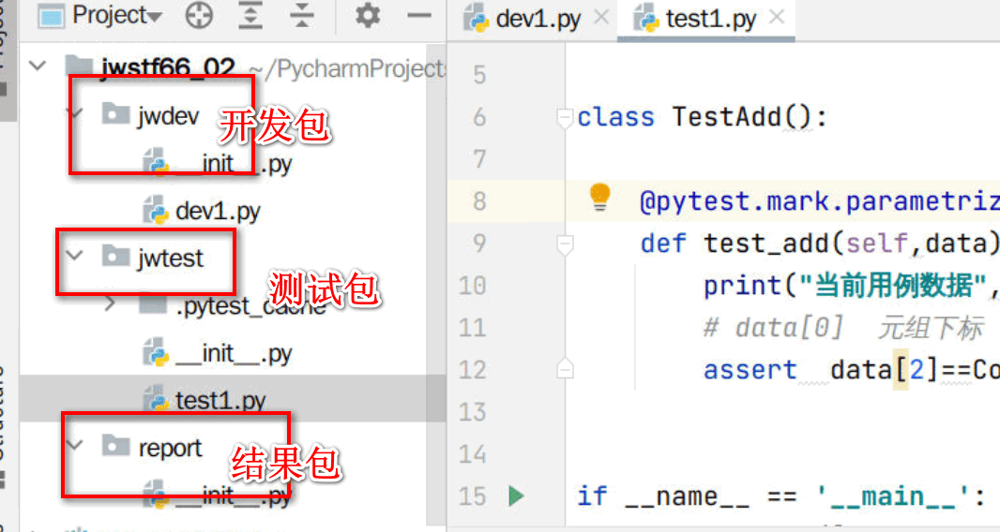 Project
dev1.py
test1.py
jwstf66_02 ~/PycharmProjects
jwdev
开发包
__init__.py
dev1.py
jwtest
测试包
.pytest_cache
__init__.py
test1.py
report
结果包
__init__.py
5
6 class TestAdd():
7
8 @pytest.mark.parametriz
9 def test_add(self,data)
10 print("当前用例数据",
11 # data[0] 元组下标
12 assert data[2]==Co
13
14
15 if __name__ == '__main__':